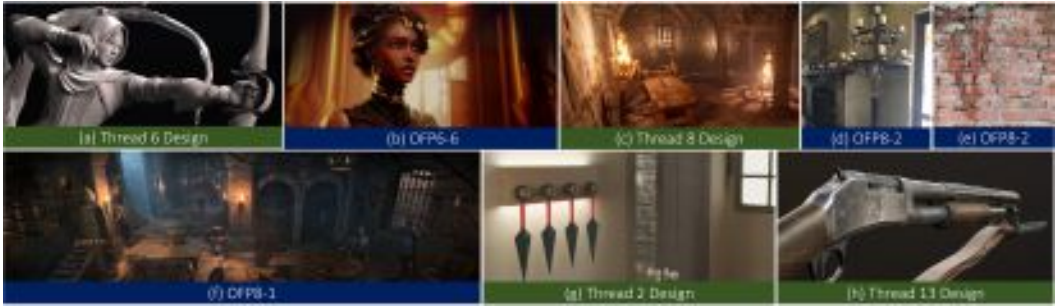 (a) Thread 6 Design
(b) OFP6-6
(c) Thread 8 Design
(d) OFP8-2
(e) OFP8-2
(f) OFP8-1
(g) Thread 2 Design
(h) Thread 13 Design